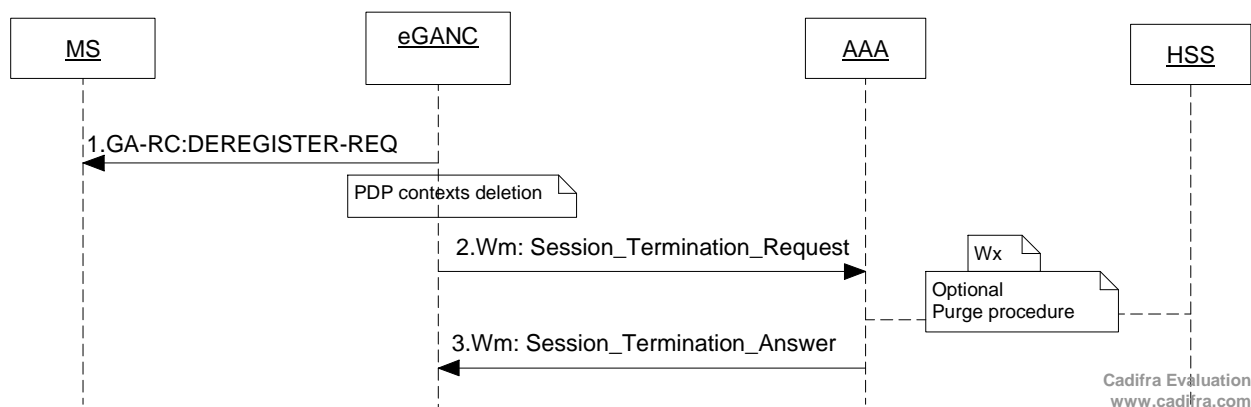 MS
eGANC
AAA
HSS
1.GA-RC:DEREGISTER-REQ
PDP contexts deletion
2.Wm: Session_Termination_Request
Wx
Optional
Purge procedure
3.Wm: Session_Termination_Answer
Cadifra Evaluation
www.cadifra.com